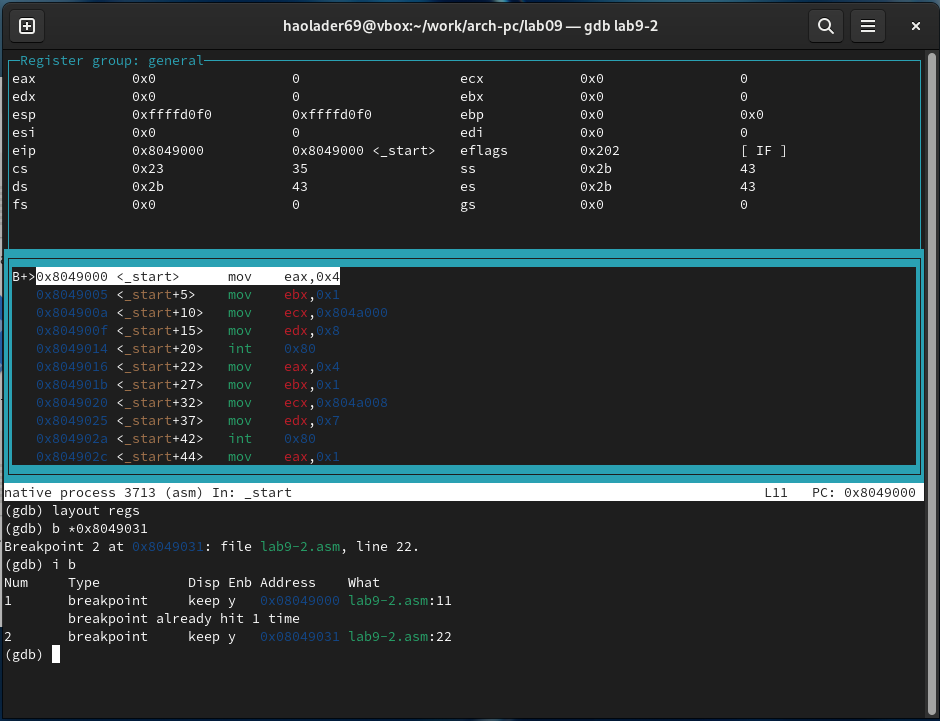 haolader69@vbox:~/work/arch-pc/lab09 — gdb lab9-2
Register group: general
eax 0x0 0 ecx 0x0 0
edx 0x0 0 ebx 0x0 0
esp 0xffffd0f0 0xffffd0f0 ebp 0x0 0x0
esi 0x0 0 edi 0x0 0
eip 0x8049000 0x8049000 <_start> eflags 0x202 [ IF ]
cs 0x23 35 ss 0x2b 43
ds 0x2b 43 es 0x2b 43
fs 0x0 0 gs 0x0 0
B+>0x8049000 <_start> mov eax,0x4
0x8049005 <_start+5> mov ebx,0x1
0x804900a <_start+10> mov ecx,0x804a000
0x804900f <_start+15> mov edx,0x8
0x8049014 <_start+20> int 0x80
0x8049016 <_start+22> mov eax,0x4
0x804901b <_start+27> mov ebx,0x1
0x8049020 <_start+32> mov ecx,0x804a008
0x8049025 <_start+37> mov edx,0x7
0x804902a <_start+42> int 0x80
0x804902c <_start+44> mov eax,0x1
native process 3713 (asm) In: _start L11 PC: 0x8049000
(gdb) layout regs
(gdb) b *0x8049031
Breakpoint 2 at 0x8049031: file lab9-2.asm, line 22.
(gdb) i b
Num Type Disp Enb Address What
1 breakpoint keep y 0x08049000 lab9-2.asm:11
breakpoint already hit 1 time
2 breakpoint keep y 0x08049031 lab9-2.asm:22
(gdb)